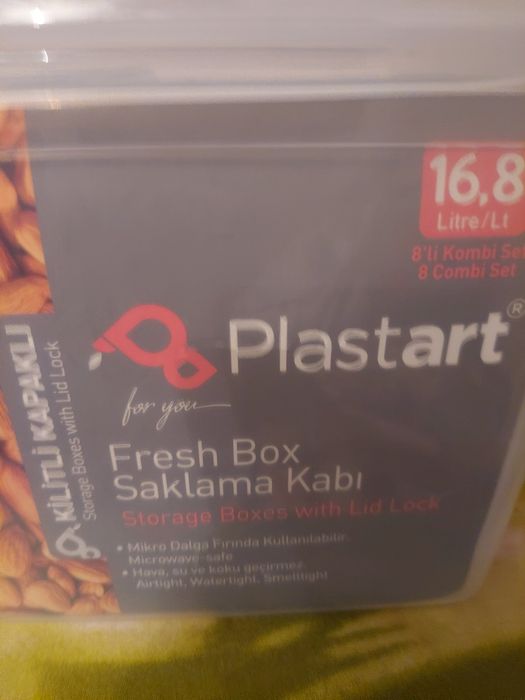 16,8
Litre/Lt
8'li Kombi Set
8 Combi Set
Plastart®
for you
Fresh Box
Saklama Kabı
Storage Boxes with Lid Lock
• Mikro Dalga Fırında Kullanılabilir.
Microwave-safe
• Hava, su ve koku geçirmez.
Airtight, Watertight, Smelltight
KİLİTLİ KAPAKLI
Storage Boxes with Lid Lock